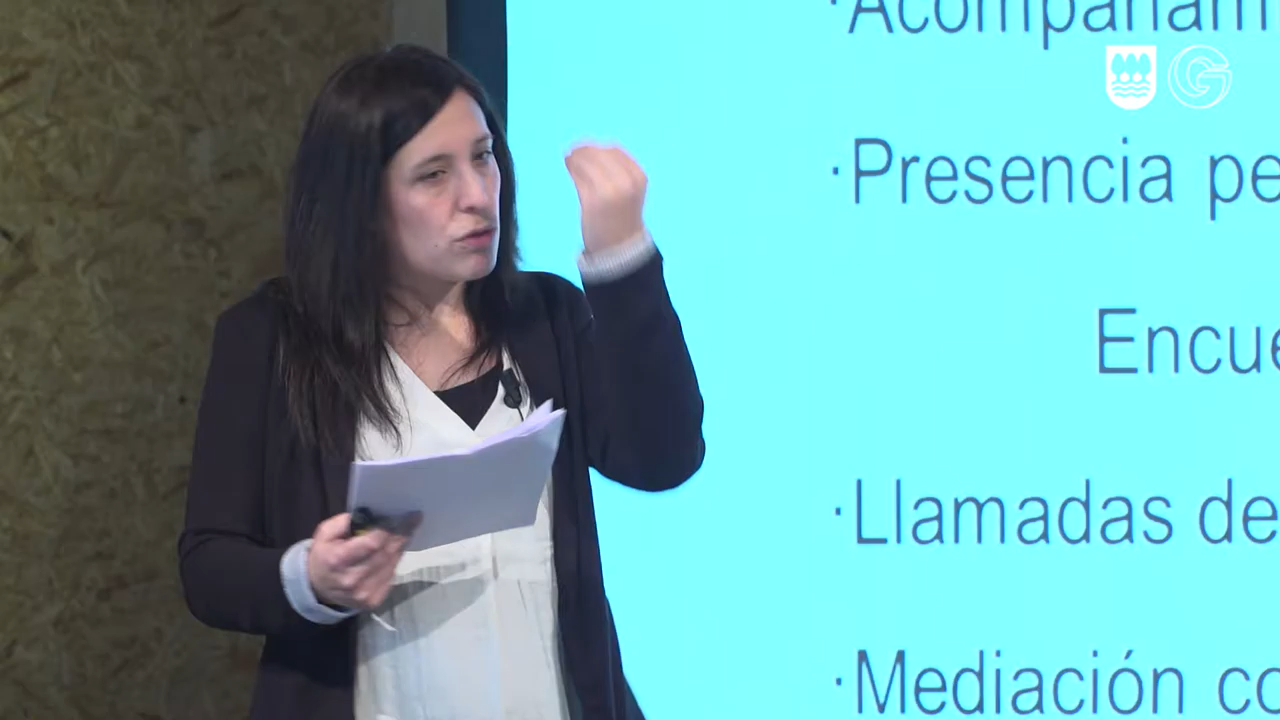 ·Acompañam
·Presencia pe
Encue
·Llamadas de
·Mediación co